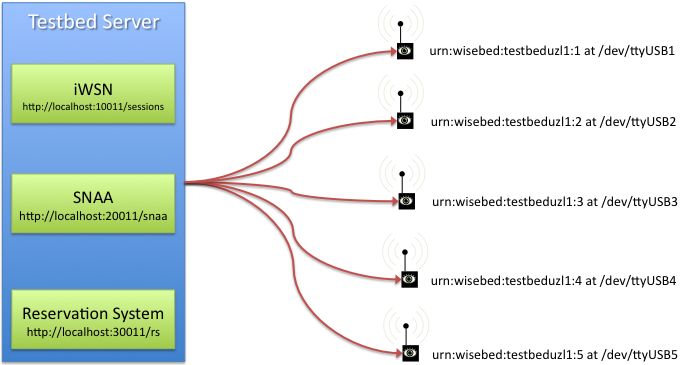 Testbed Server
iWSN
http://localhost:10011/sessions
SNAA
http://localhost:20011/snaa
Reservation System
http://localhost:30011/rs
urn:wisebed:testbeduzl1:1 at /dev/ttyUSB1
urn:wisebed:testbeduzl1:2 at /dev/ttyUSB2
urn:wisebed:testbeduzl1:3 at /dev/ttyUSB3
urn:wisebed:testbeduzl1:4 at /dev/ttyUSB4
urn:wisebed:testbeduzl1:5 at /dev/ttyUSB5